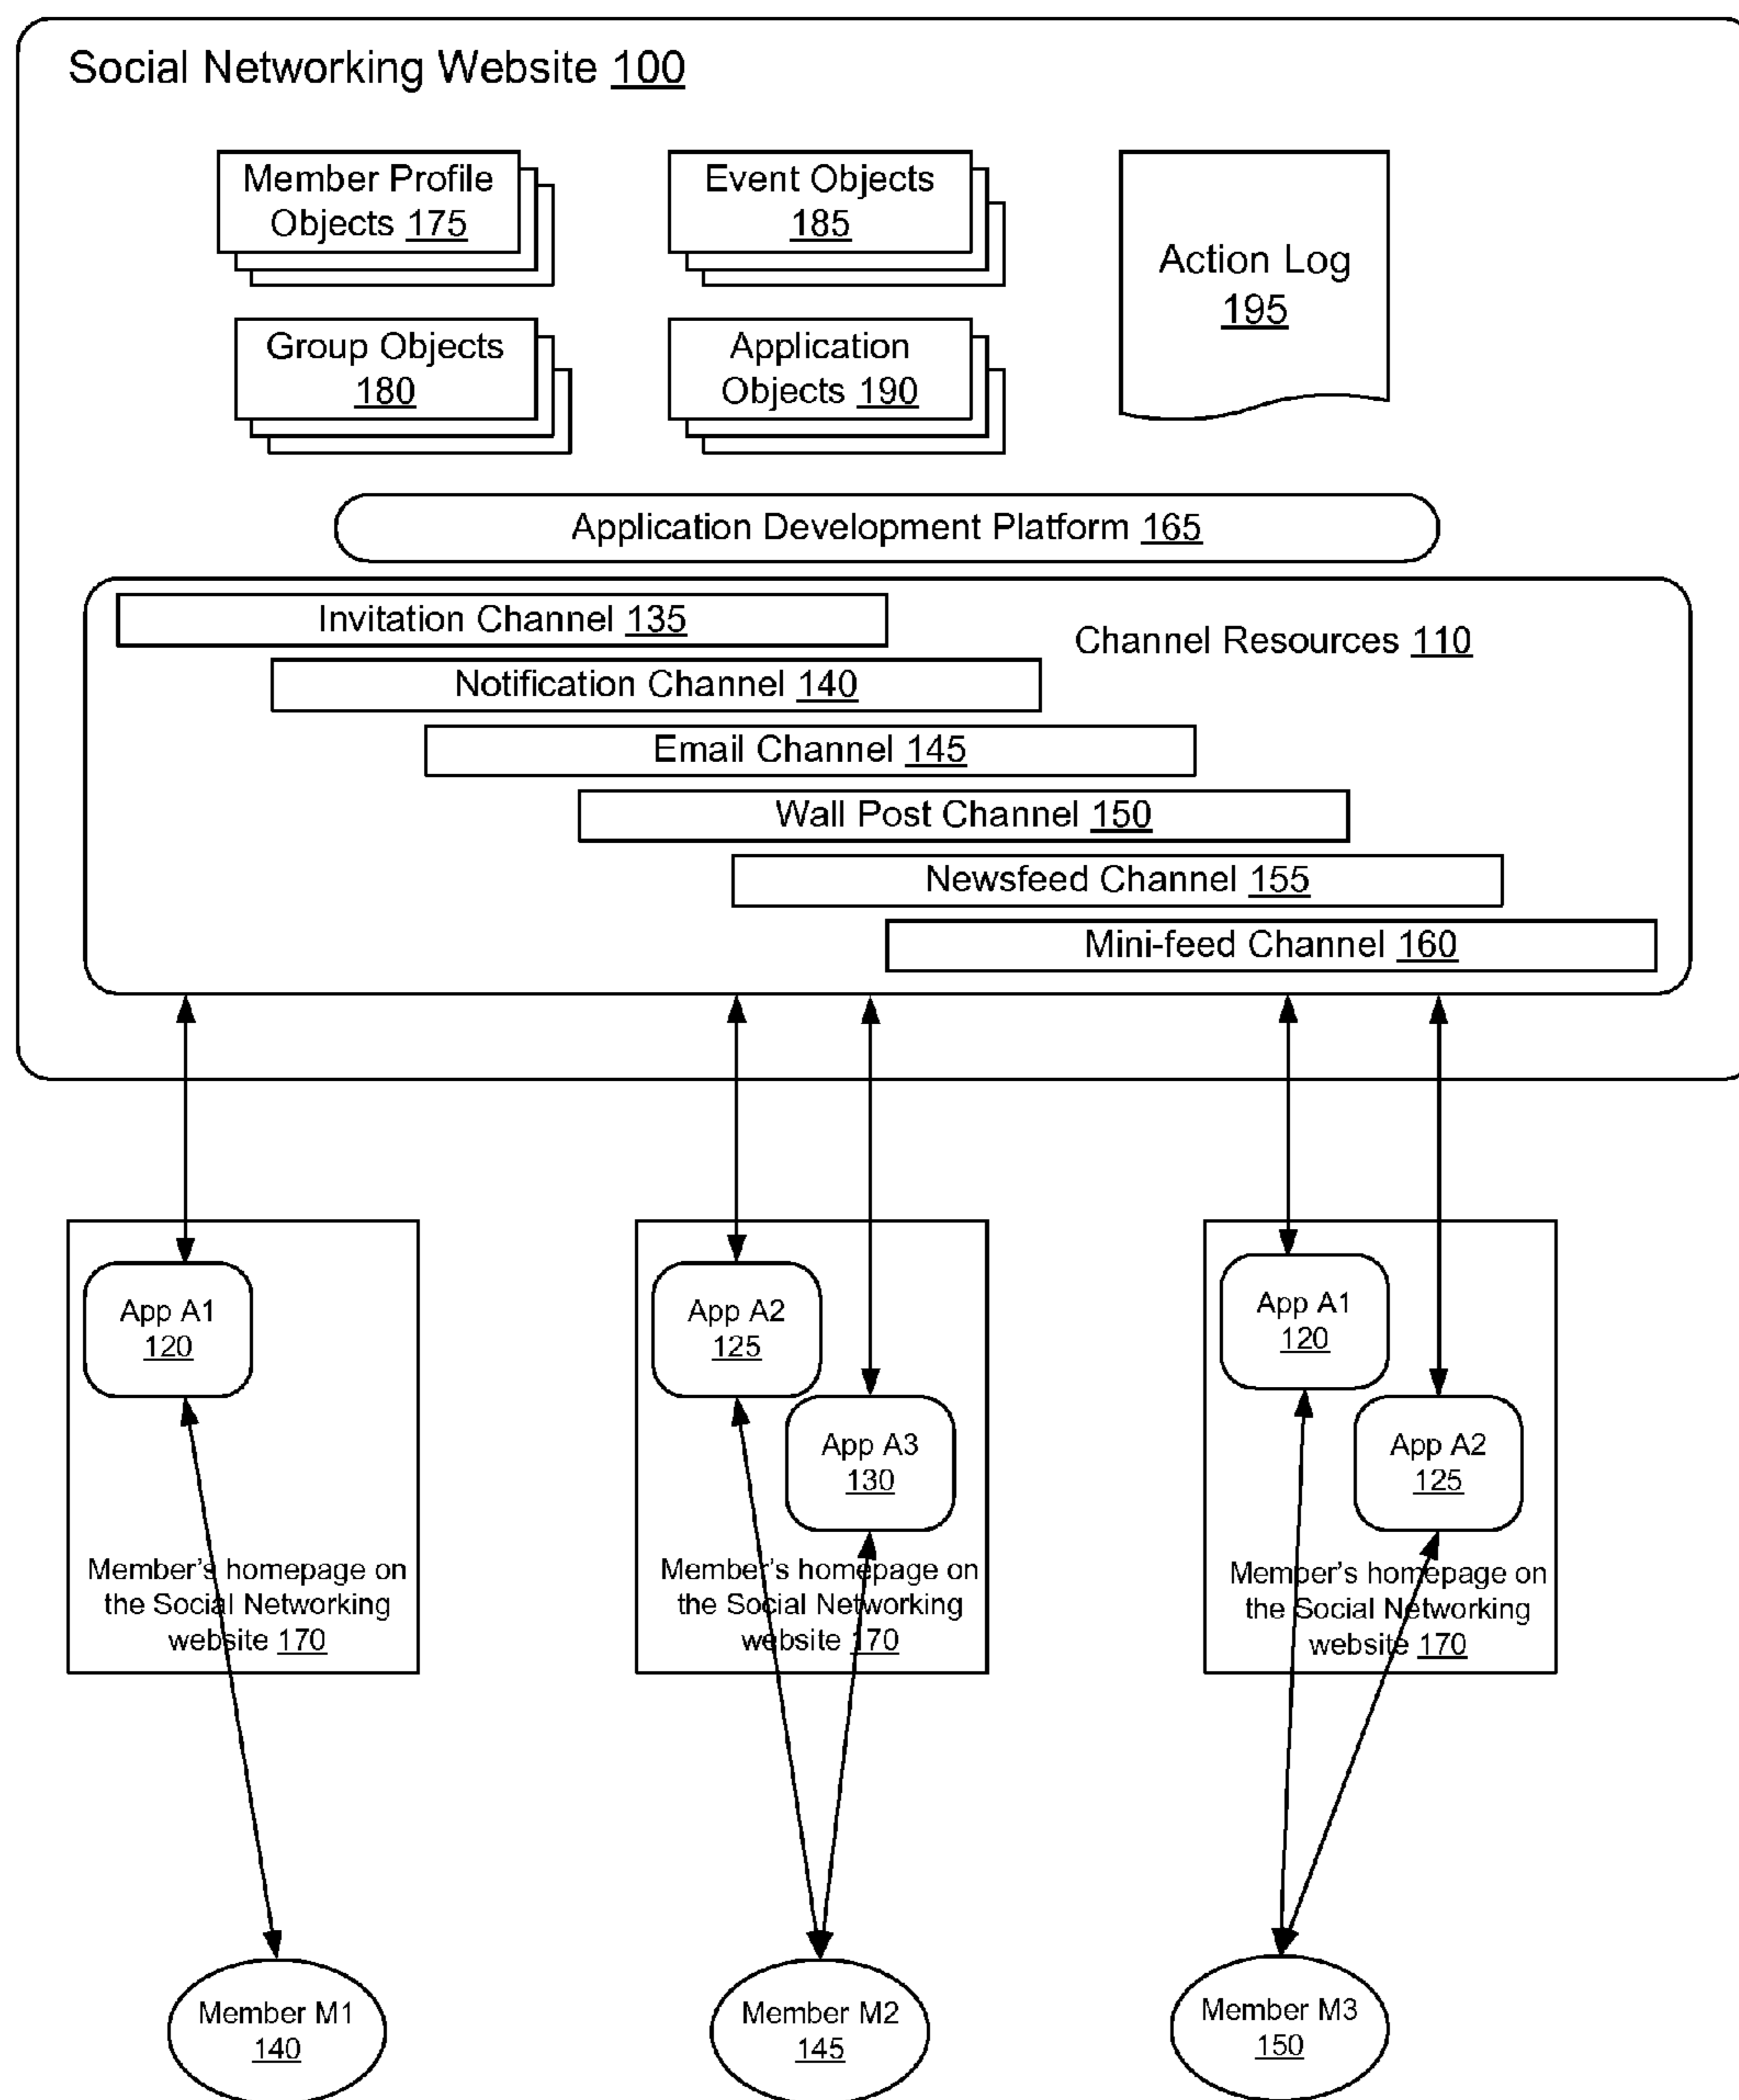 Social Networking Website 100
Member Profile
Objects 175
Event Objects
185
Action Log
195
Group Objects
180
Application
Objects 190
Application Development Platform 165
Invitation Channel 135
Channel Resources 110
Notification Channel 140
Email Channel 145
Wall Post Channel 150
Newsfeed Channel 155
Mini-feed Channel 160
App A1
120
Member's homepage on
the Social Networking
website 170
App A2
125
App A3
130
Member's homepage on
the Social Networking
website 170
App A1
120
App A2
125
Member's homepage on
the Social Networking
website 170
Member M1
140
Member M2
145
Member M3
150